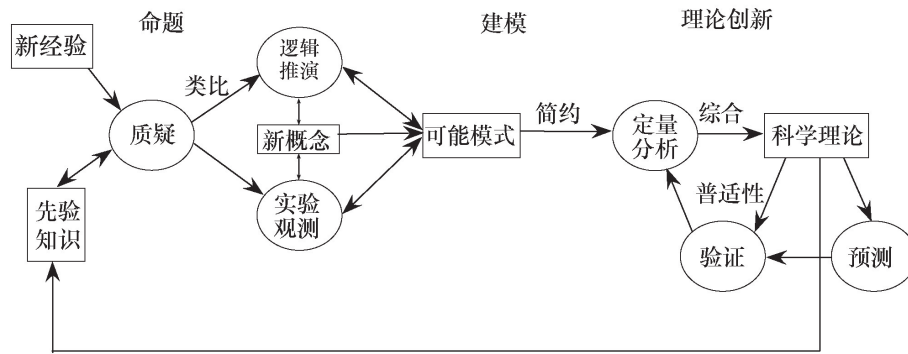 命题
建模
理论创新
新经验
质疑
先验
知识
类比
逻辑
推演
新概念
实验
观测
可能模式
简约
定量
分析
综合
科学理论
普适性
验证
预测